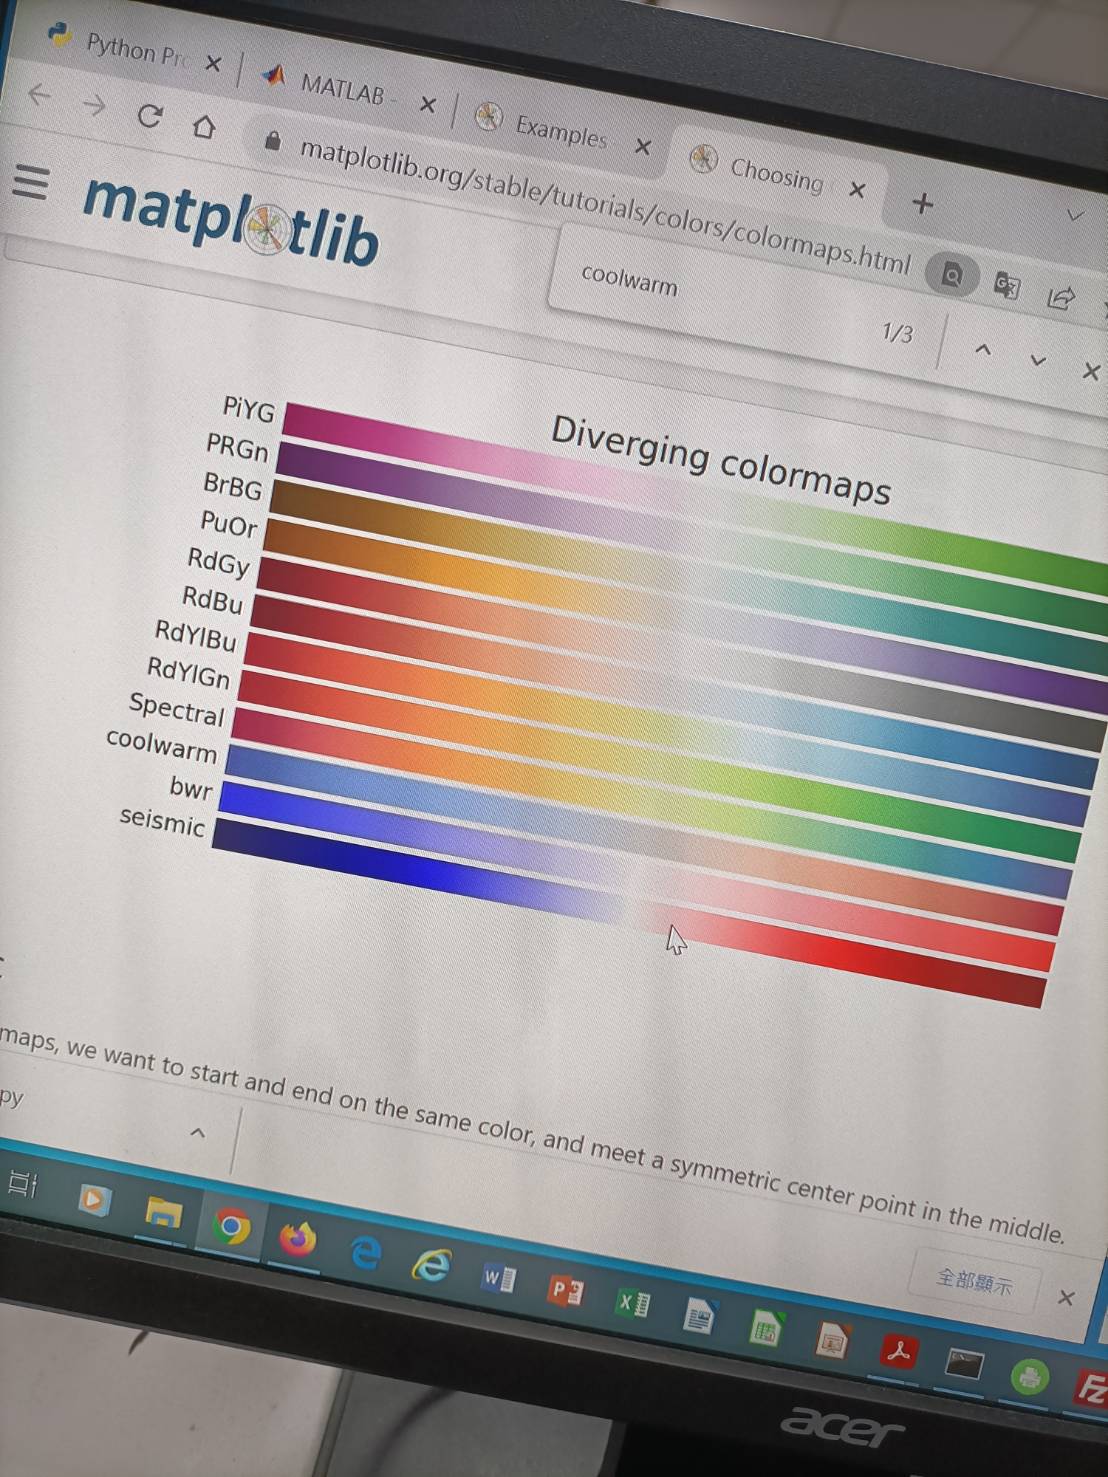 Python Pr
MATLAB -
Examples
Choosing
matplotlib.org/stable/tutorials/colors/colormaps.html
matplotlib
coolwarm
1/3
Diverging colormaps
PiYG
PRGn
BrBG
PuOr
RdGy
RdBu
RdYlBu
RdYlGn
Spectral
coolwarm
bwr
seismic
maps, we want to start and end on the same color, and meet a symmetric center point in the middle.
py
全部顯示
acer